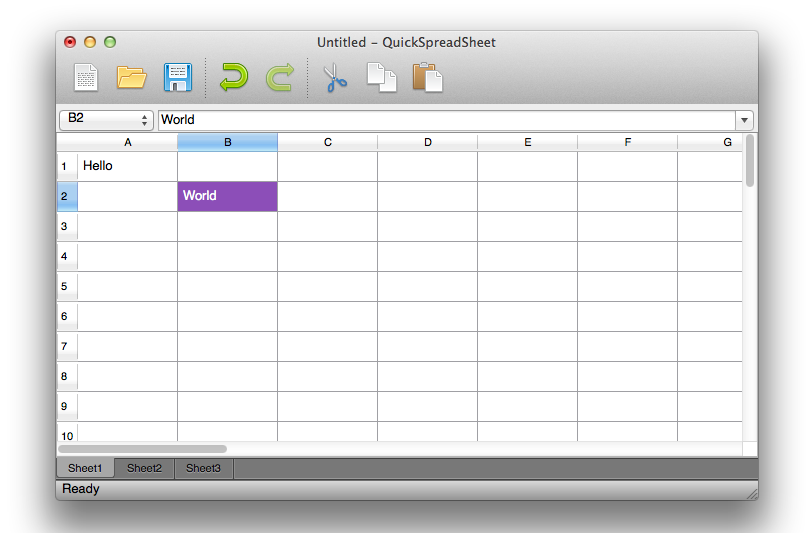 Untitled – QuickSpreadSheet
B2 World
A B C D E F G
1 Hello
2 World
3
4
5
6
7
8
9
10
Sheet1 Sheet2 Sheet3
Ready